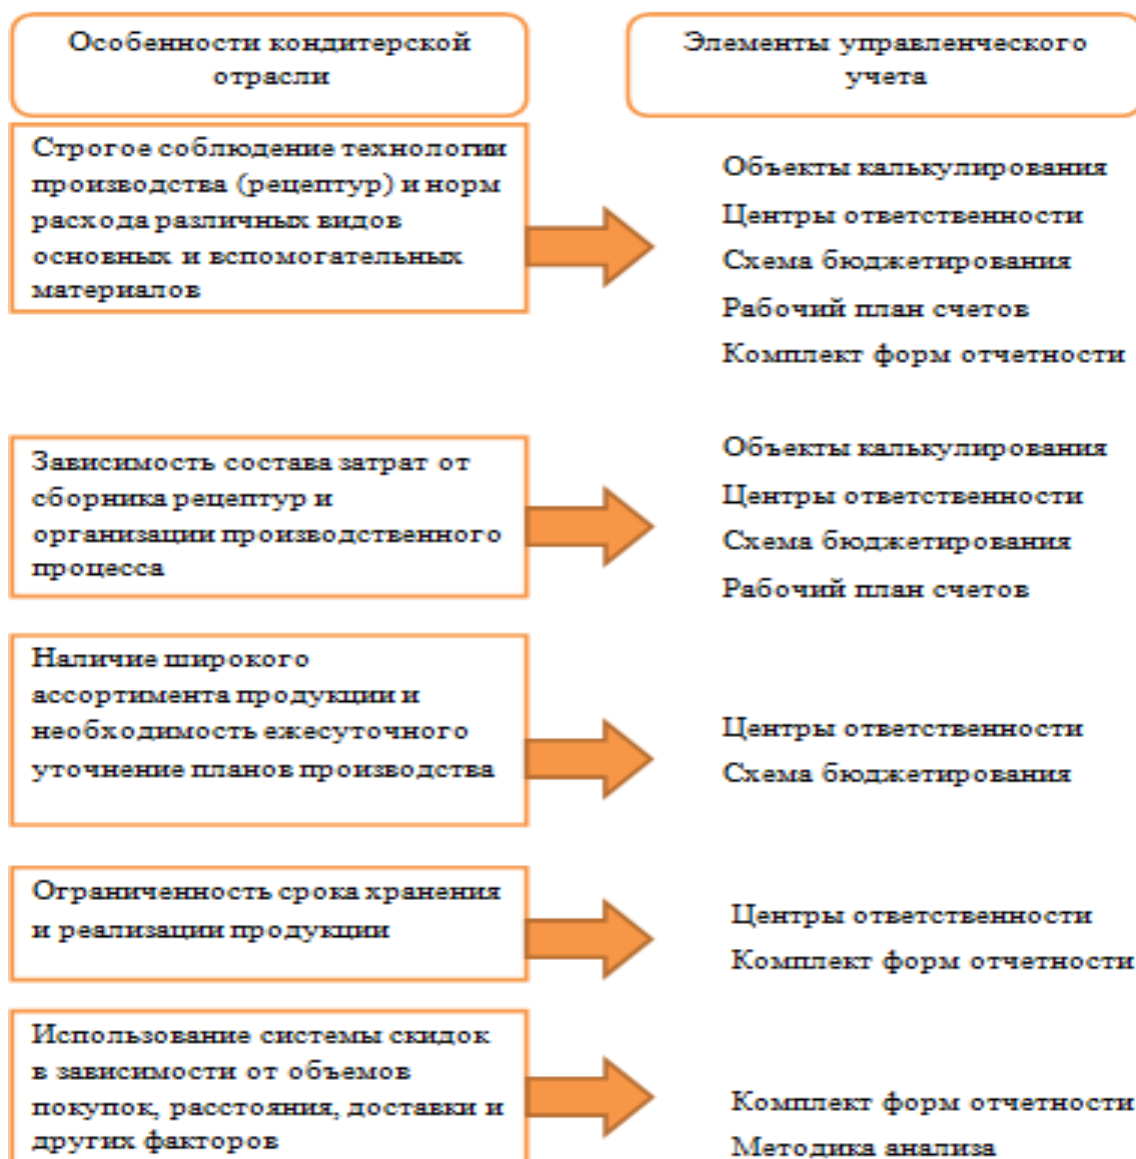 Особенности кондитерской
отрасли
Элементы управленческого
учета
Строгое соблюдение технологии
производства (рецептур) и норм
расхода различных видов
основных и вспомогательных
материалов
Объекты калькулирования
Центры ответственности
Схема бюджетирования
Рабочий план счетов
Комплект форм отчетности
Зависимость состава затрат от
сборника рецептур и
организации производственного
процесса
Объекты калькулирования
Центры ответственности
Схема бюджетирования
Рабочий план счетов
Наличие широкого
ассортимента продукции и
необходимость ежесуточного
уточнение планов производства
Центры ответственности
Схема бюджетирования
Ограниченность срока хранения
и реализации продукции
Центры ответственности
Комплект форм отчетности
Использование системы скидок
в зависимости от объемов
покупок, расстояния, доставки и
других факторов
Комплект форм отчетности
Методика анализа